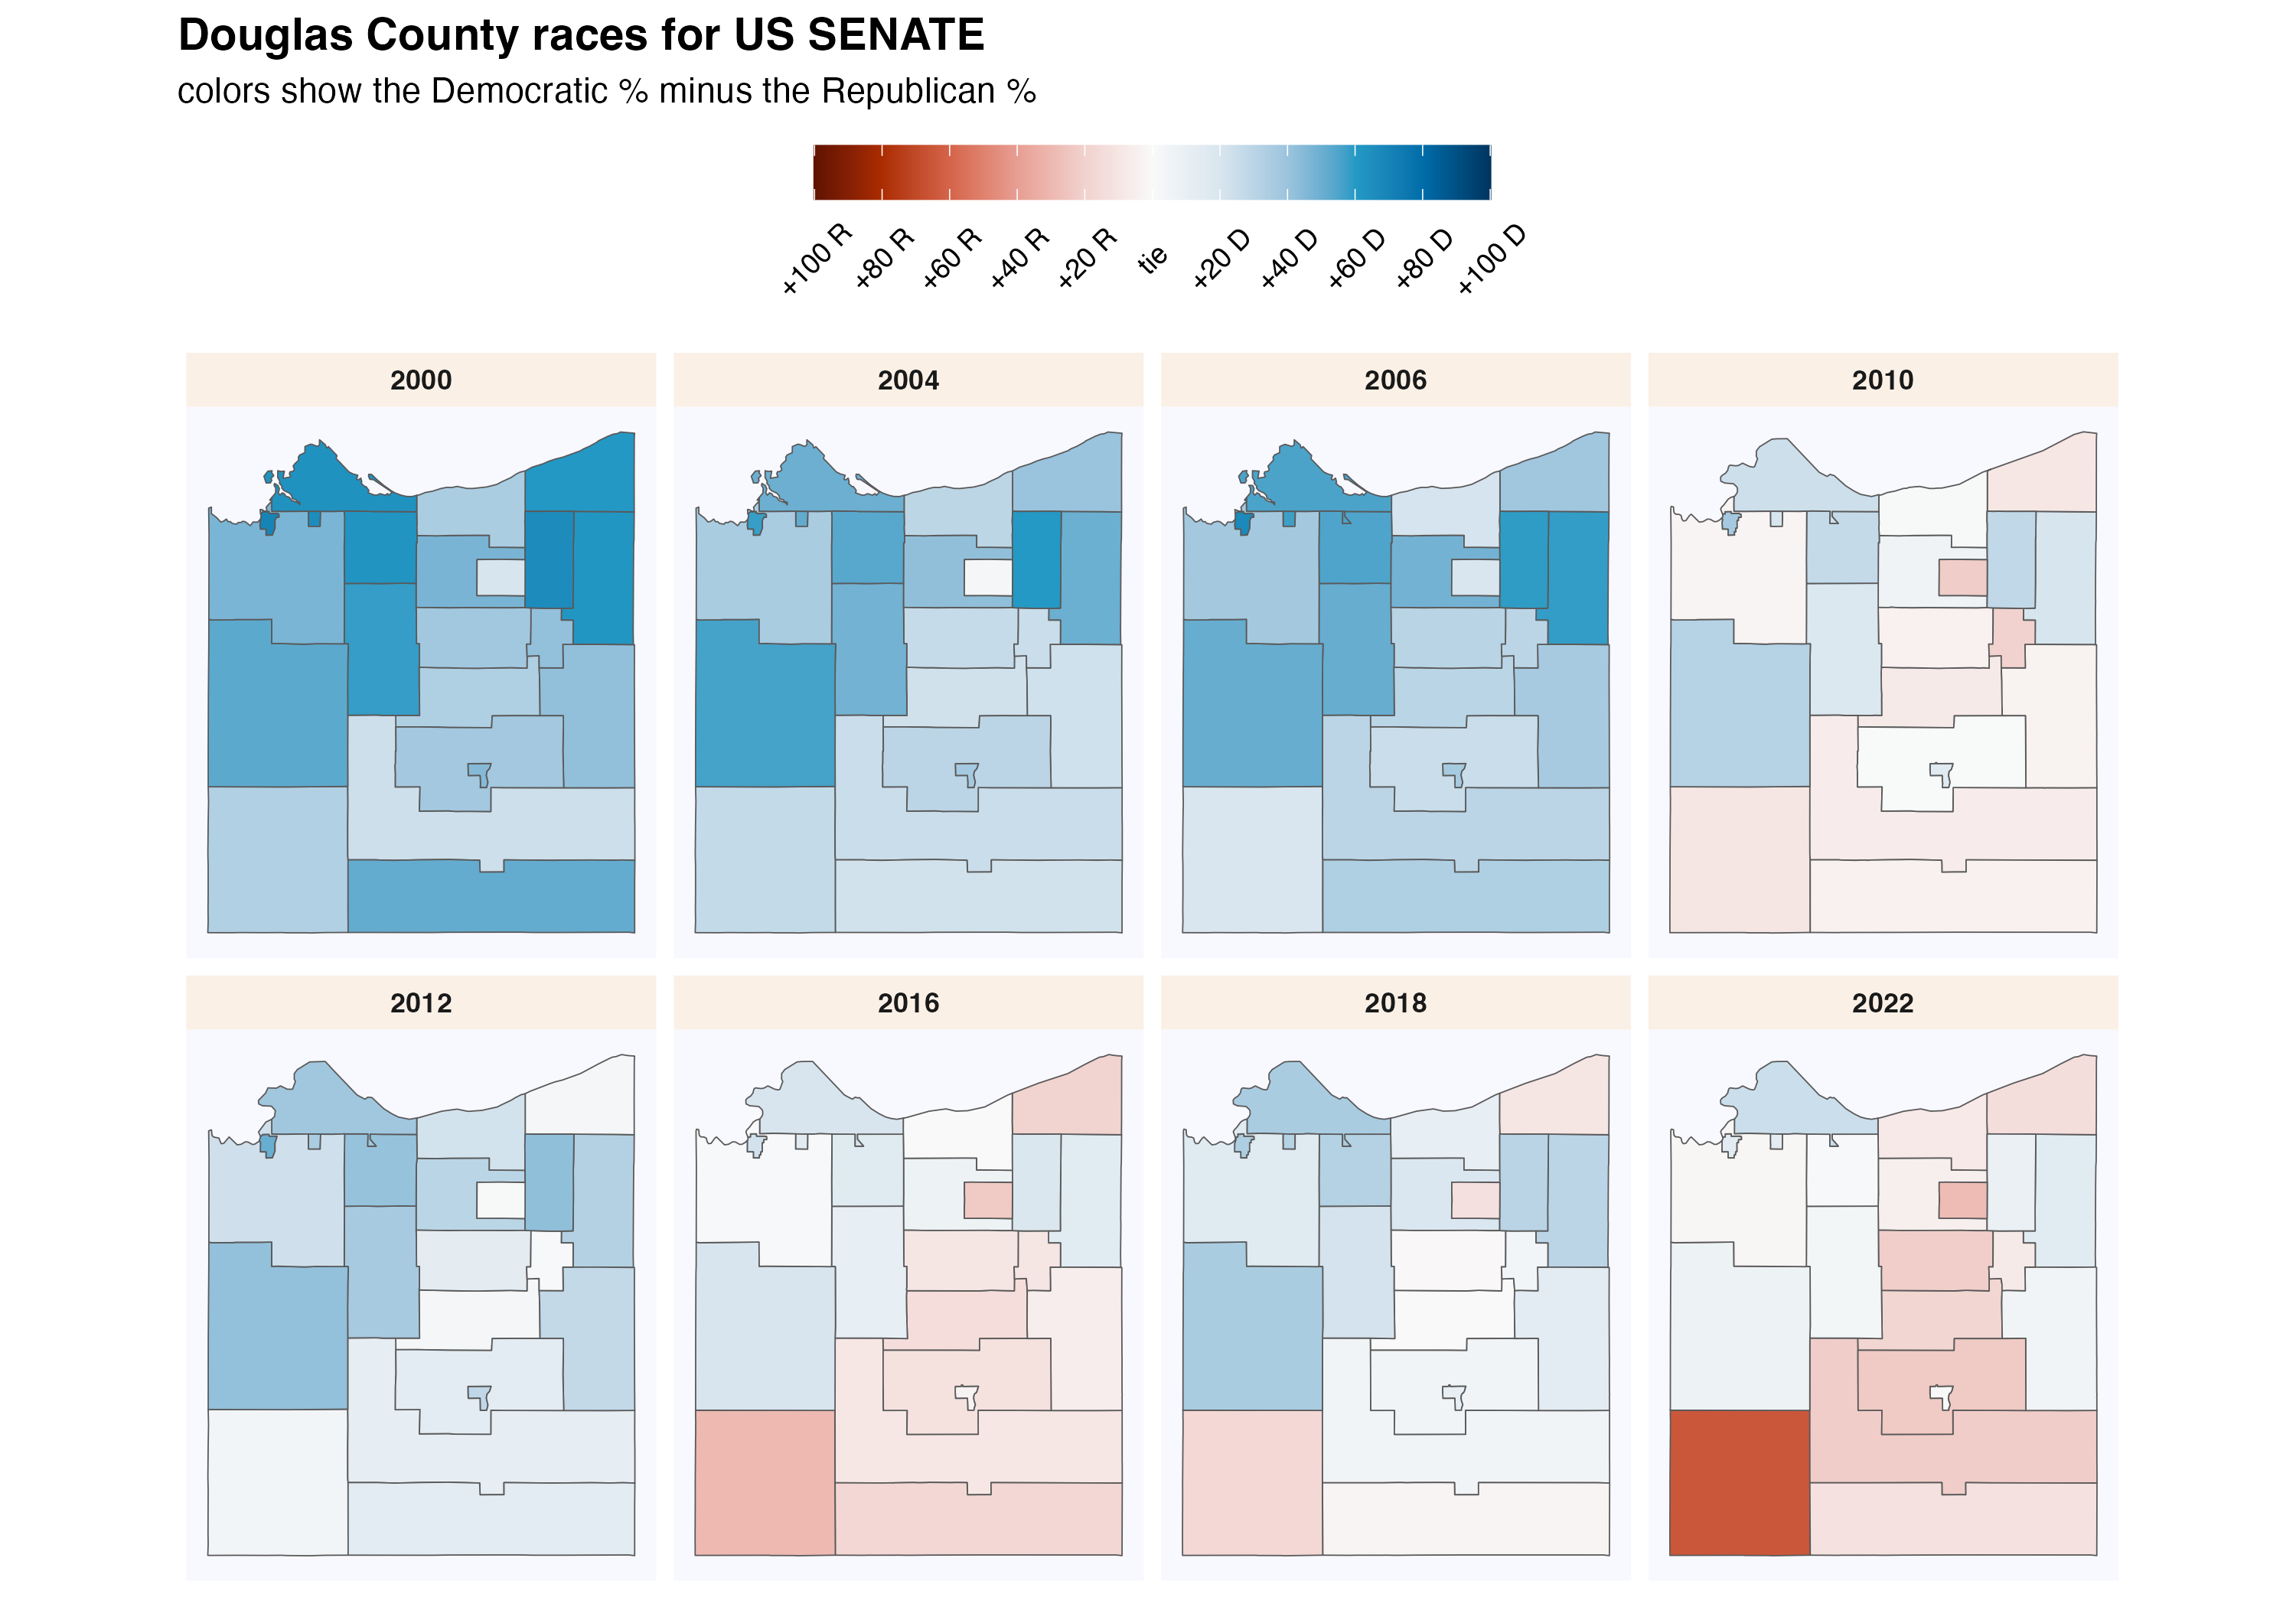 Douglas County races for US SENATE
colors show the Democratic % minus the Republican %
+100 R +80 R +60 R +40 R +20 R tie +20 D +40 D +60 D +80 D +100 D
2000 2004 2006 2010
2012 2016 2018 2022